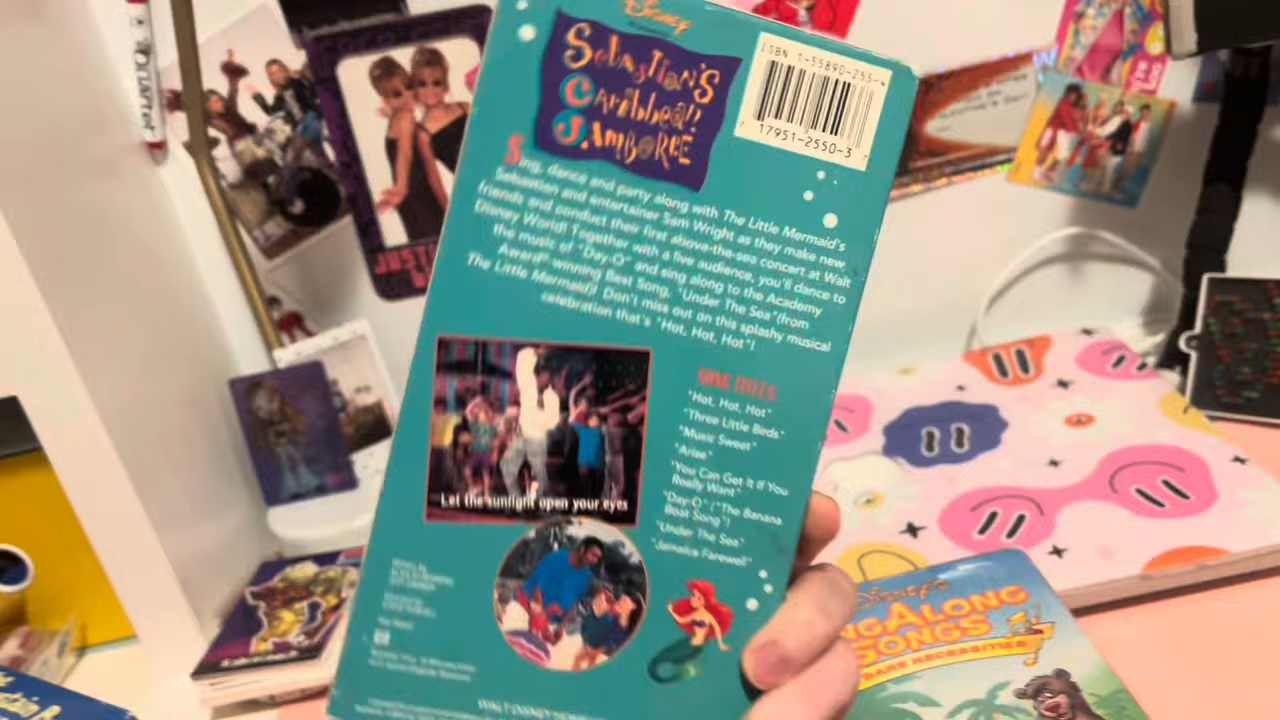 Disney
SEBASTIAN'S
CARIBBEAN
JAMBOREE
ISBN 1-55890-255-4
17951-2550-3
Sing, dance and party along with The Little Mermaid's
Sebastian and entertainer Sam Wright as they make new
friends and conduct their first above-the-sea concert at Walt
Disney World! Together with a live audience, you'll dance to
the music of "Day-O" and sing along to the Academy
Award®-winning Best Song, "Under The Sea" (from
The Little Mermaid)! Don't miss out on this splashy musical
celebration that's "Hot, Hot, Hot"!
SONG TITLES
"Hot, Hot, Hot"
"Three Little Birds"
"Music Sweet"
"Arise"
"You Can Get It If You
Really Want"
"Day-O" ("The Banana
Boat Song")
"Under The Sea"
"Jamaica Farewell"
Let the sunlight open your eyes
WALT DISNEY
Disney's
NG ALONG
SONGS
BARE NECESSITIES